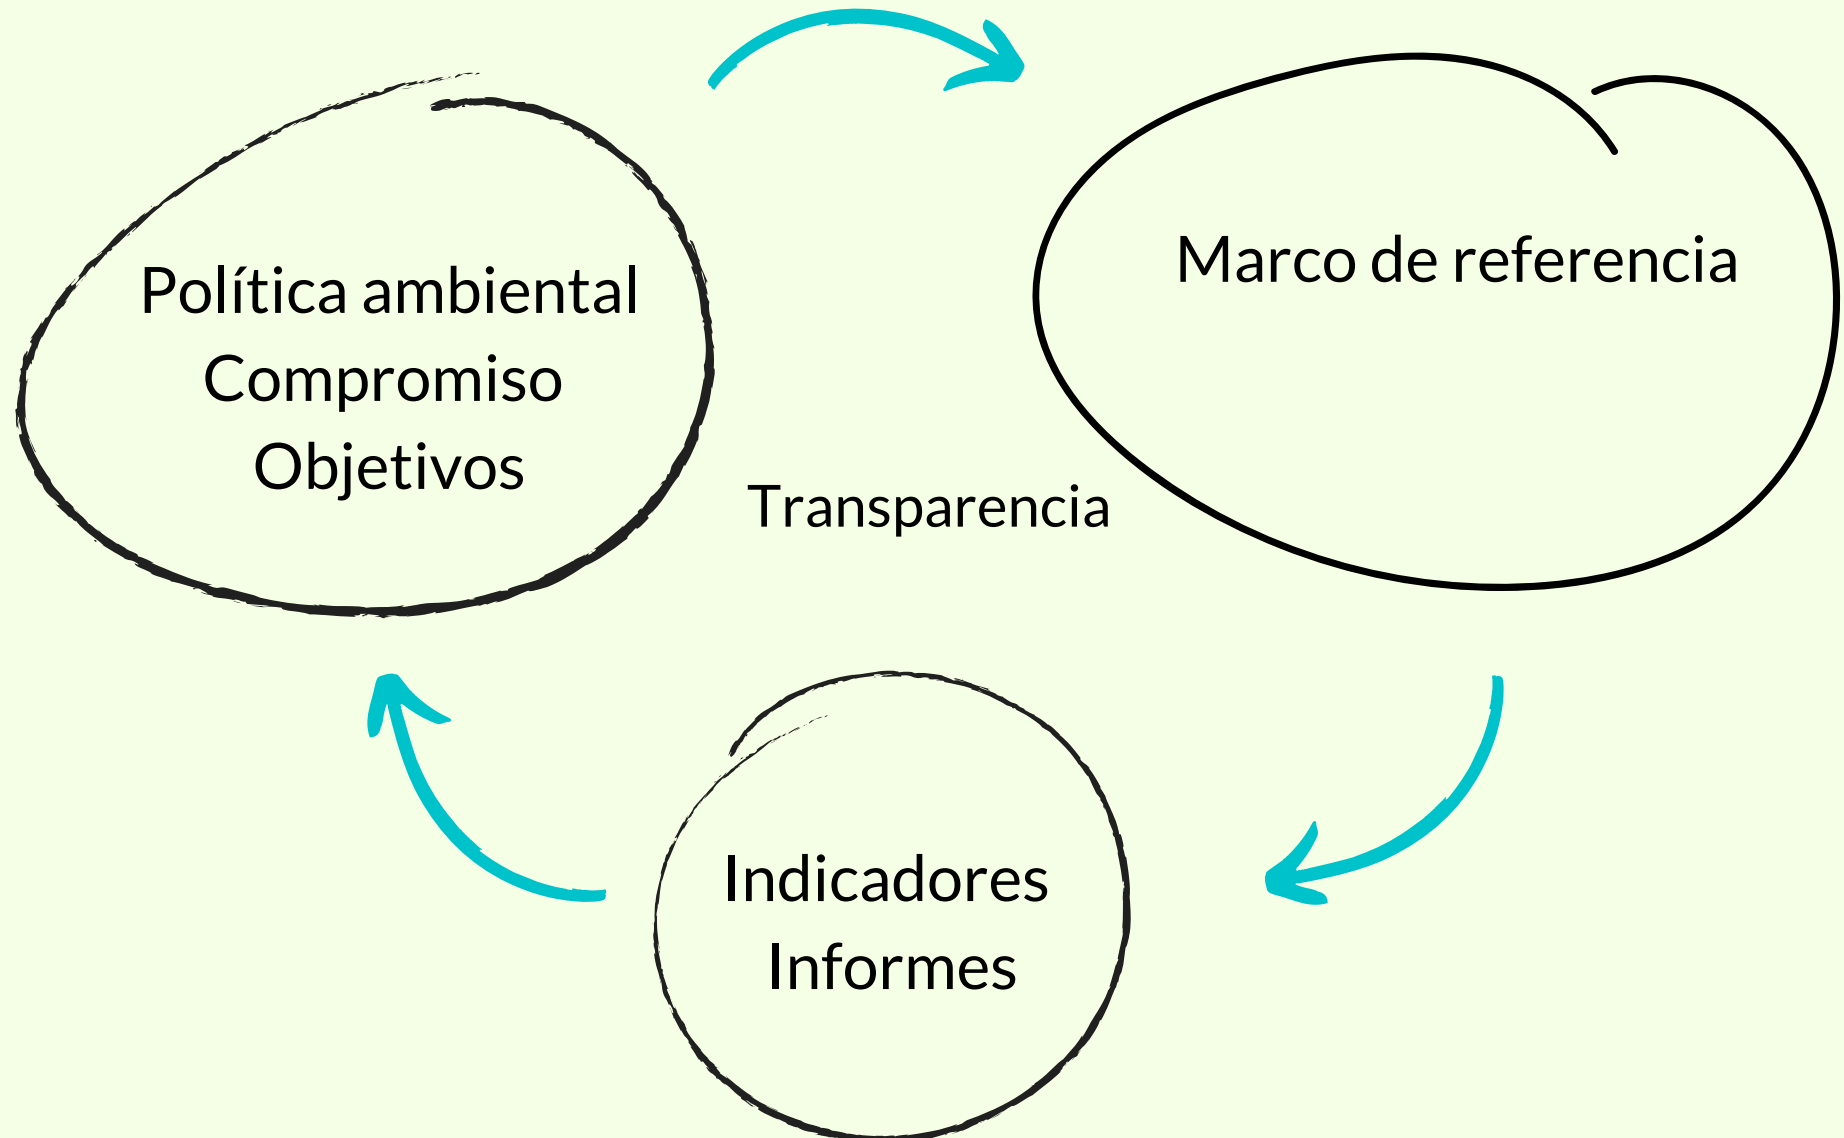 Política ambiental
Compromiso
Objetivos
Marco de referencia
Transparencia
Indicadores
Informes